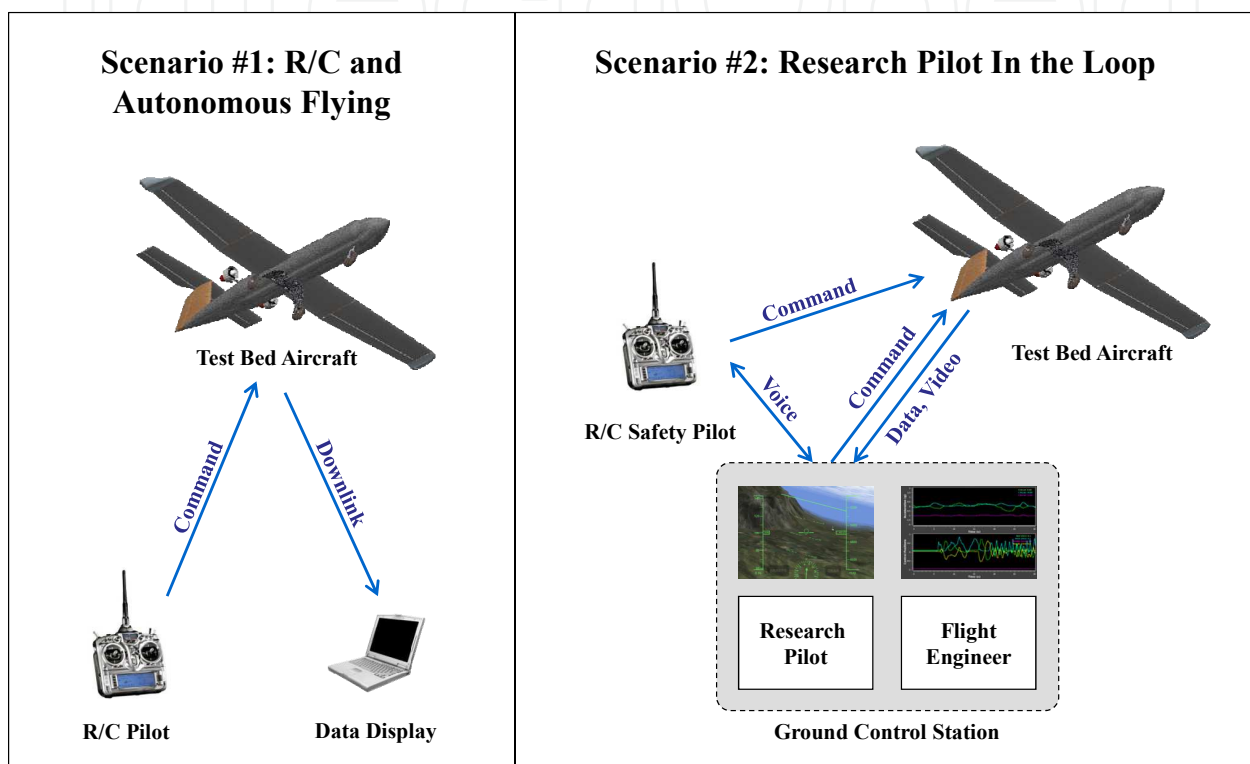 Scenario #1: R/C and
Autonomous Flying
Test Bed Aircraft
Command
Downlink
R/C Pilot
Data Display
Scenario #2: Research Pilot In the Loop
Command
Test Bed Aircraft
Voice
Command
Data, Video
R/C Safety Pilot
Research
Pilot
Flight
Engineer
Ground Control Station